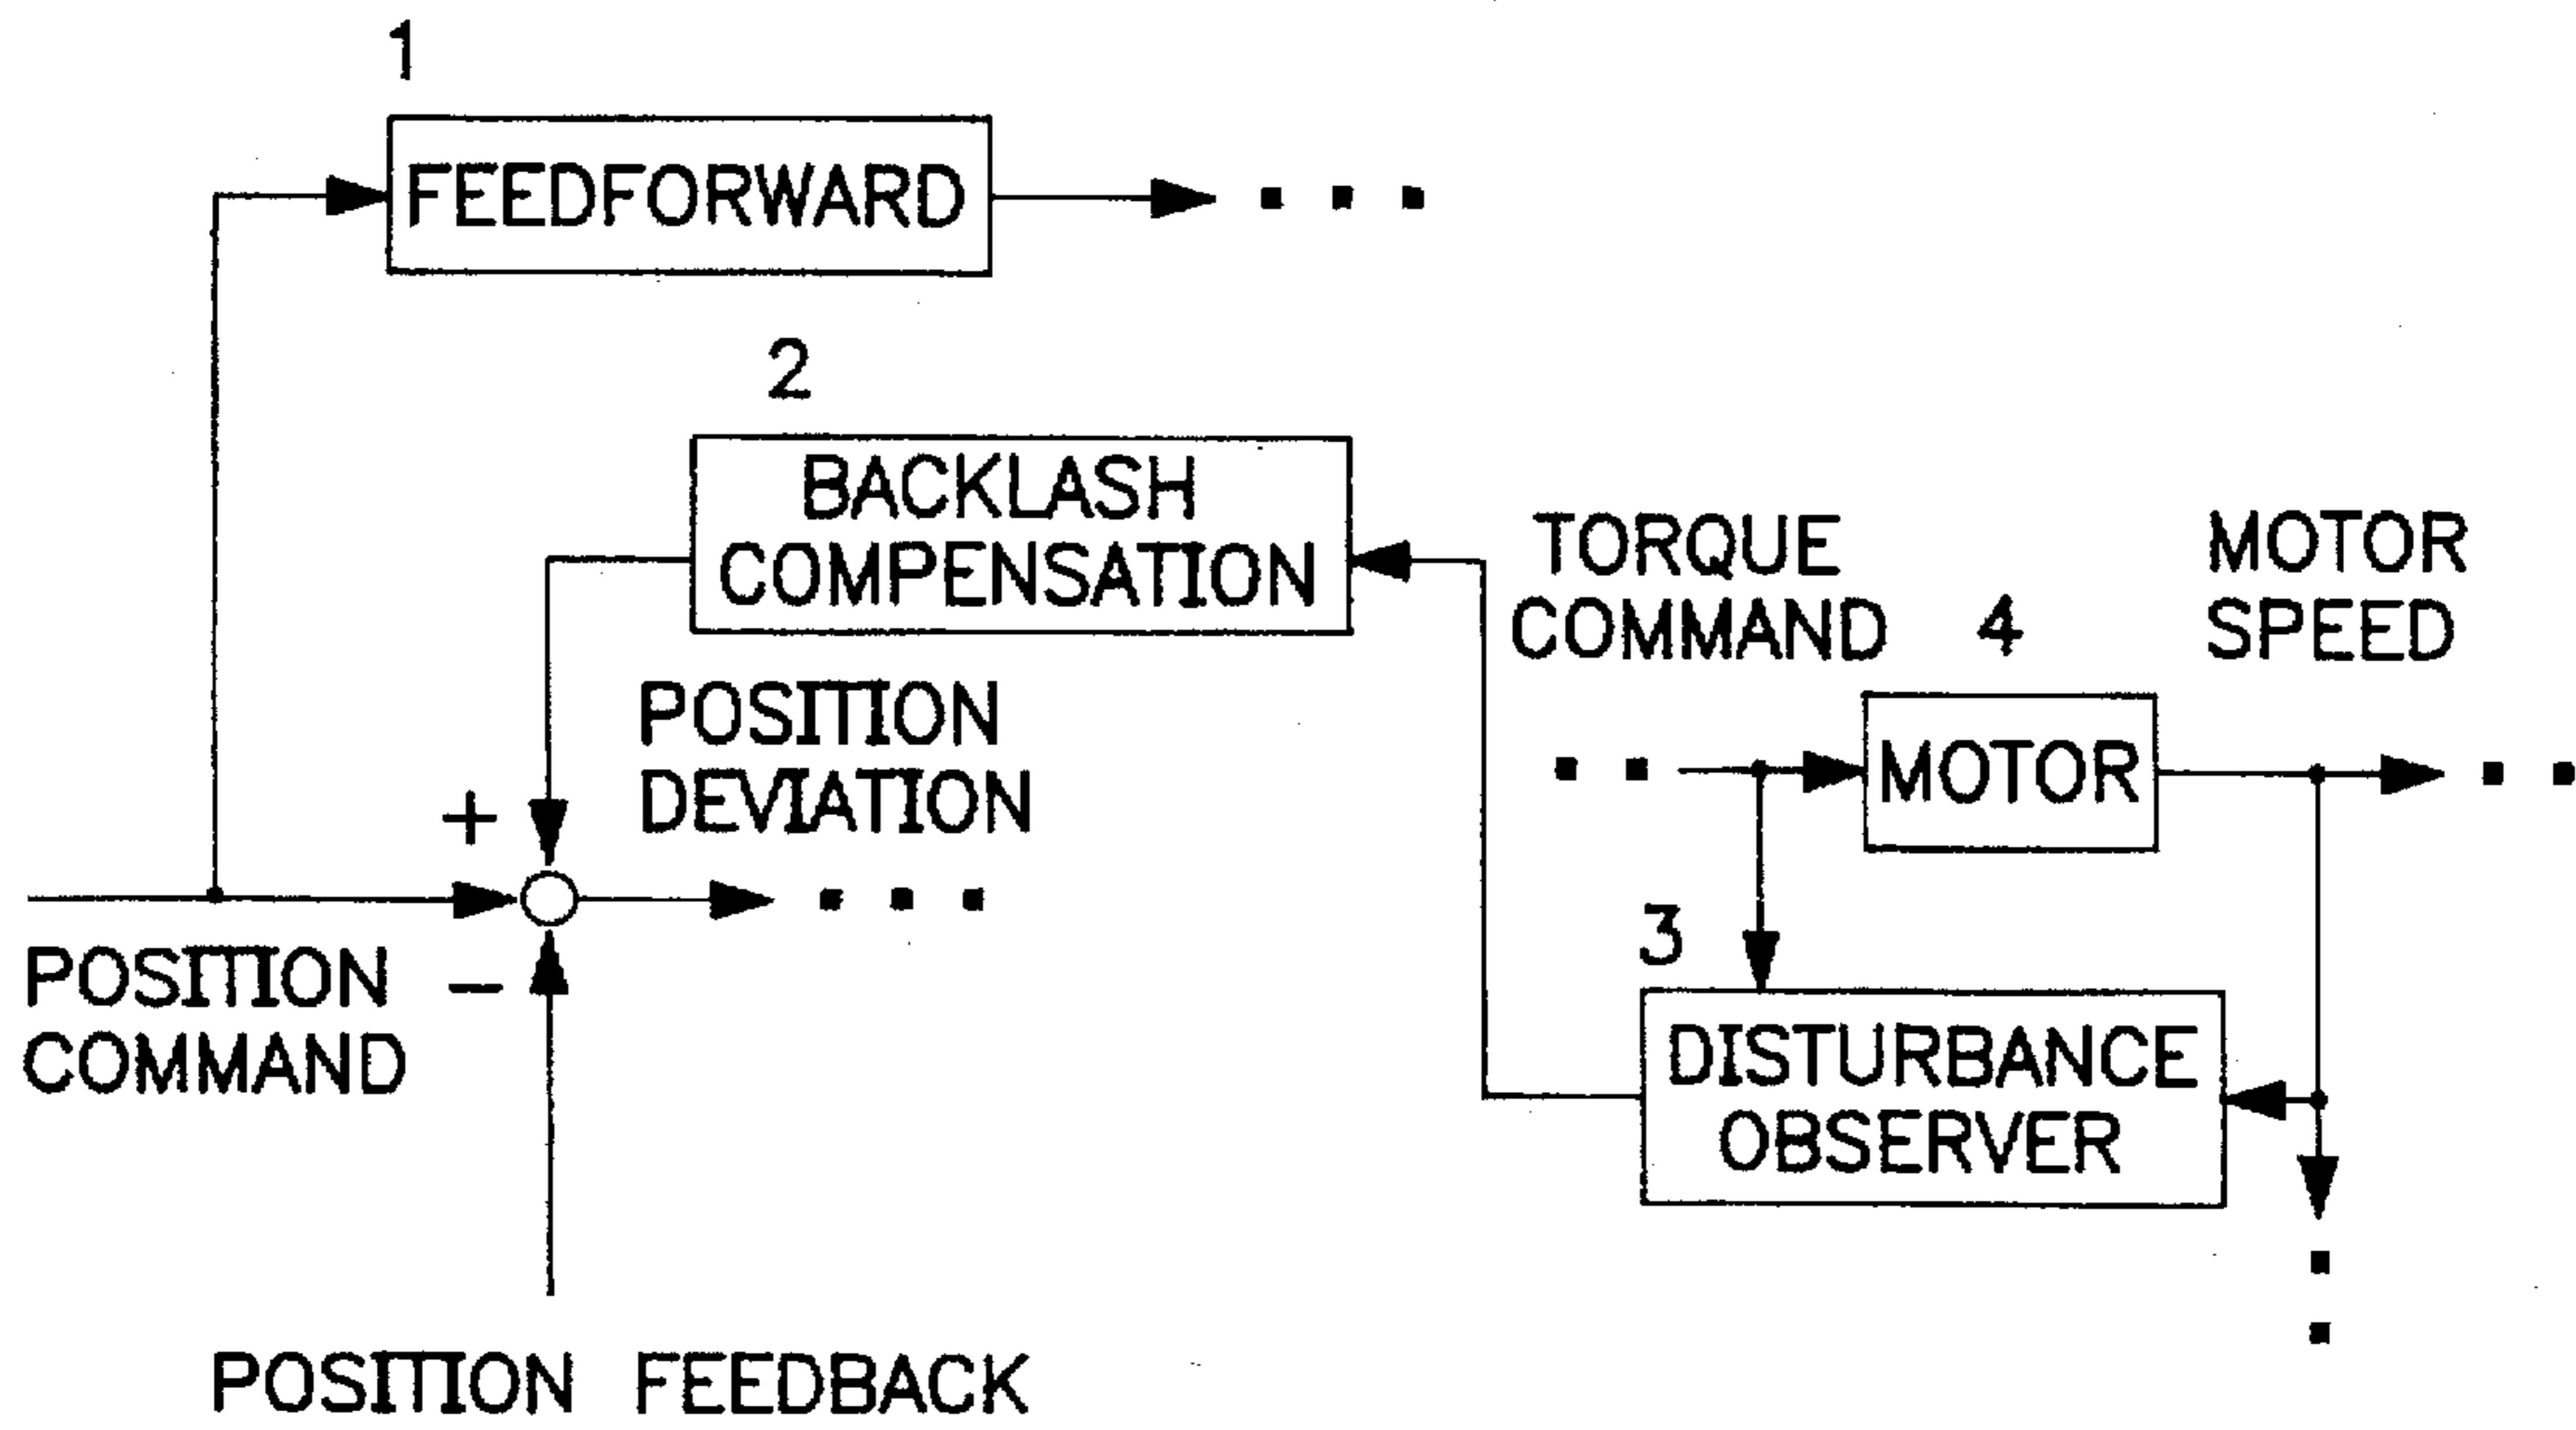 1
FEEDFORWARD
2
BACKLASH
COMPENSATION
TORQUE
COMMAND
4
MOTOR
SPEED
POSITION
DEVIATION
MOTOR
+
3
POSITION
COMMAND
−
DISTURBANCE
OBSERVER
POSITION FEEDBACK